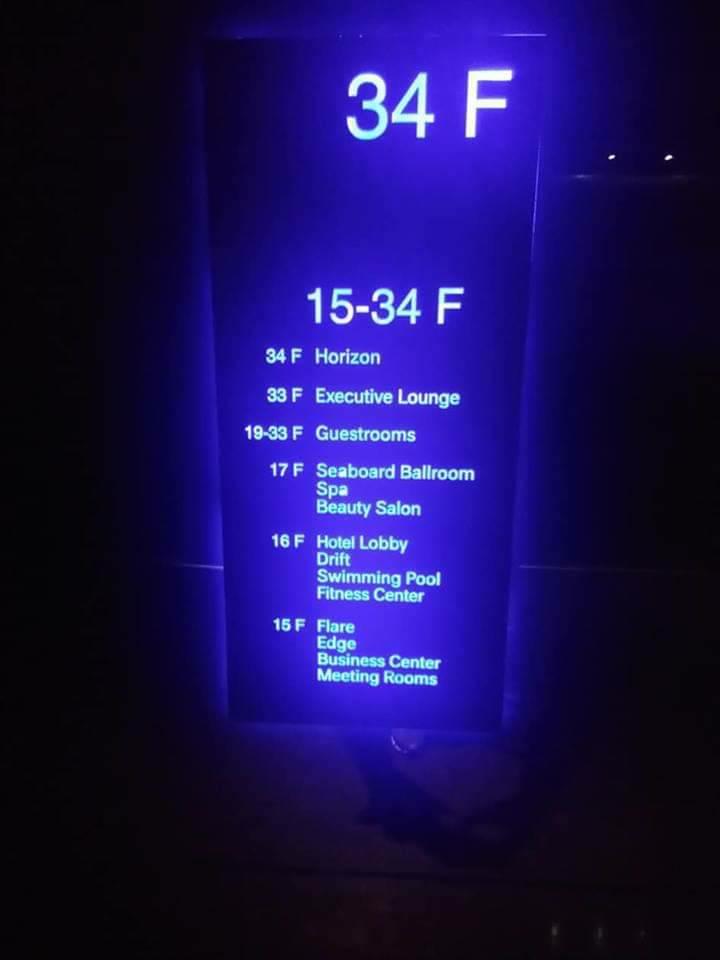 34 F
15-34 F
34 F Horizon
33 F Executive Lounge
19-33 F Guestrooms
17 F Seaboard Ballroom
Spa
Beauty Salon
16 F Hotel Lobby
Drift
Swimming Pool
Fitness Center
15 F Flare
Edge
Business Center
Meeting Rooms